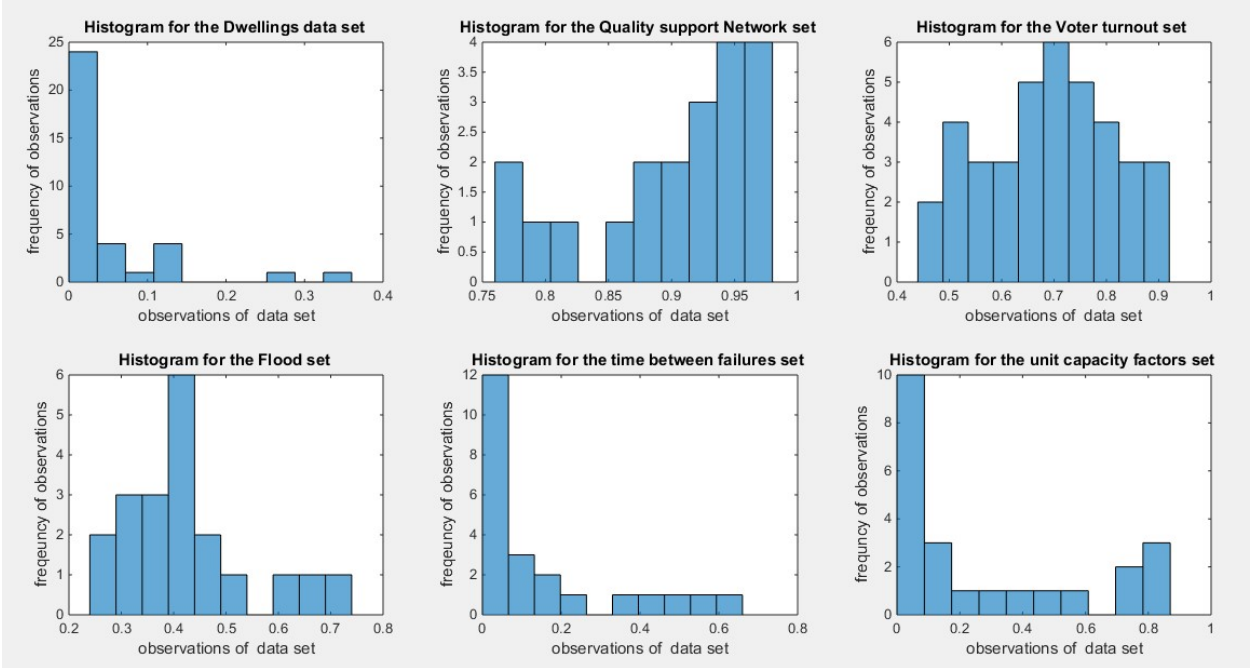 Histogram for the Dwellings data set
25
20
15
10
5
0
frequency of observations
0 0.1 0.2 0.3 0.4
observations of data set
Histogram for the Quality support Network set
4
3.5
3
2.5
2
1.5
1
0.5
0
frequency of observations
0.75 0.8 0.85 0.9 0.95 1
observations of data set
Histogram for the Voter turnout set
6
5
4
3
2
1
0
freqeuncy of observations
0.4 0.5 0.6 0.7 0.8 0.9 1
observations of data set
Histogram for the Flood set
6
5
4
3
2
1
0
freqeuncy of observations
0.2 0.3 0.4 0.5 0.6 0.7 0.8
observations of data set
Histogram for the time between failures set
12
10
8
6
4
2
0
freqeuncy of observations
0 0.2 0.4 0.6 0.8
observations of data set
Histogram for the unit capacity factors set
10
8
6
4
2
0
frequncy of observations
0 0.2 0.4 0.6 0.8 1
observations of data set